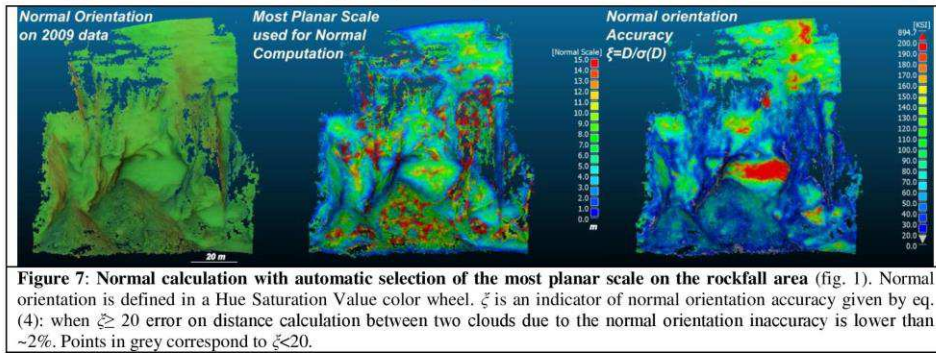 Normal Orientation
on 2009 data
20 m
Most Planar Scale
used for Normal
Computation
[Normal Scale]
15.0
14.0
13.0
12.0
11.0
10.0
9.0
8.0
7.0
6.0
5.0
4.0
3.0
2.0
1.0
0.0
m
Normal orientation
Accuracy
ξ=D/σ(D)
[KSI]
894.7
200.0
190.0
180.0
170.0
160.0
150.0
140.0
130.0
120.0
110.0
100.0
90.0
80.0
70.0
60.0
50.0
40.0
30.0
20.0
0.0
Figure 7: Normal calculation with automatic selection of the most planar scale on the rockfall area (fig. 1). Normal
orientation is defined in a Hue Saturation Value color wheel. ξ is an indicator of normal orientation accuracy given by eq.
(4): when ξ≥ 20 error on distance calculation between two clouds due to the normal orientation inaccuracy is lower than
~2%. Points in grey correspond to ξ<20.